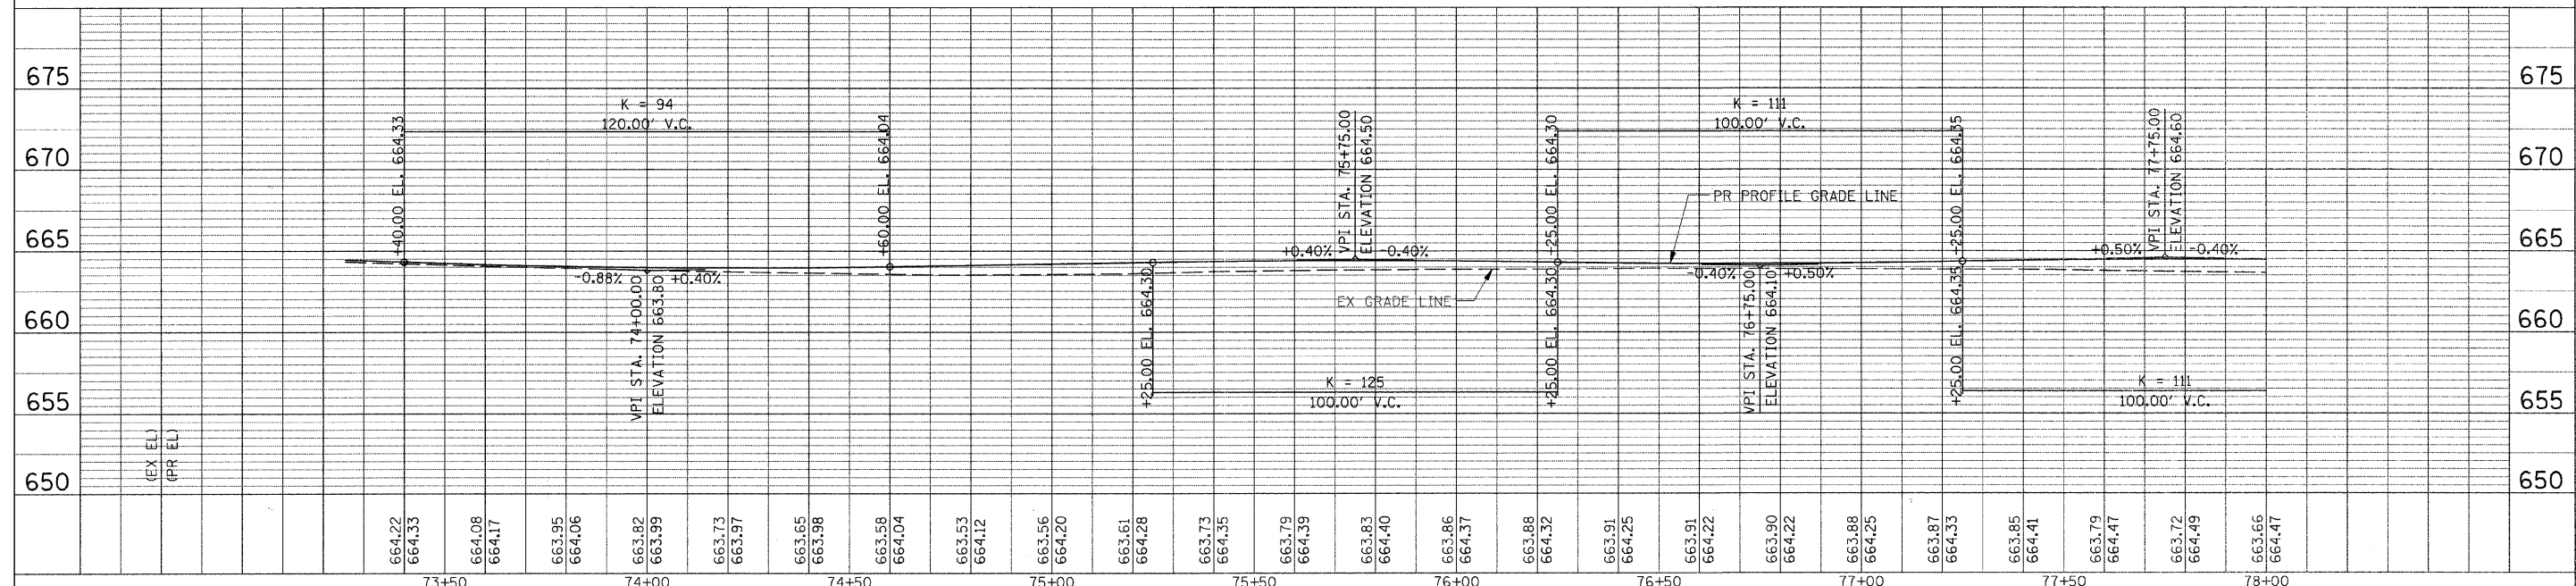 675
675
670
670
665
665
660
660
655
655
650
650
K = 94
120.00' V.C.
+40.00 EL. 664.33
+60.00 EL. 664.04
-0.88%
+0.40%
VPI STA. 74+00.00
ELEVATION 663.80
+25.00 EL. 664.30
+0.40%
-0.40%
VPI STA. 75+75.00
ELEVATION 664.50
K = 125
100.00' V.C.
EX GRADE LINE
+25.00 EL. 664.30
+25.00 EL. 664.30
K = 111
100.00' V.C.
PR PROFILE GRADE LINE
-0.40%
+0.50%
VPI STA. 76+75.00
ELEVATION 664.10
+25.00 EL. 664.35
+25.00 EL. 664.35
+0.50%
-0.40%
VPI STA. 77+75.00
ELEVATION 664.60
K = 111
100.00' V.C.
(EX EL)
(PR EL)
664.22
664.33
664.08
664.17
663.95
664.06
663.82
663.99
663.73
663.97
663.65
663.98
663.58
664.04
663.53
664.12
663.56
664.20
663.61
664.28
663.73
664.35
663.79
664.39
663.83
664.40
663.86
664.37
663.88
664.32
663.91
664.25
663.91
664.22
663.90
664.22
663.88
664.25
663.87
664.33
663.85
664.41
663.79
664.47
663.72
664.49
663.66
664.47
73+50
74+00
74+50
75+00
75+50
76+00
76+50
77+00
77+50
78+00